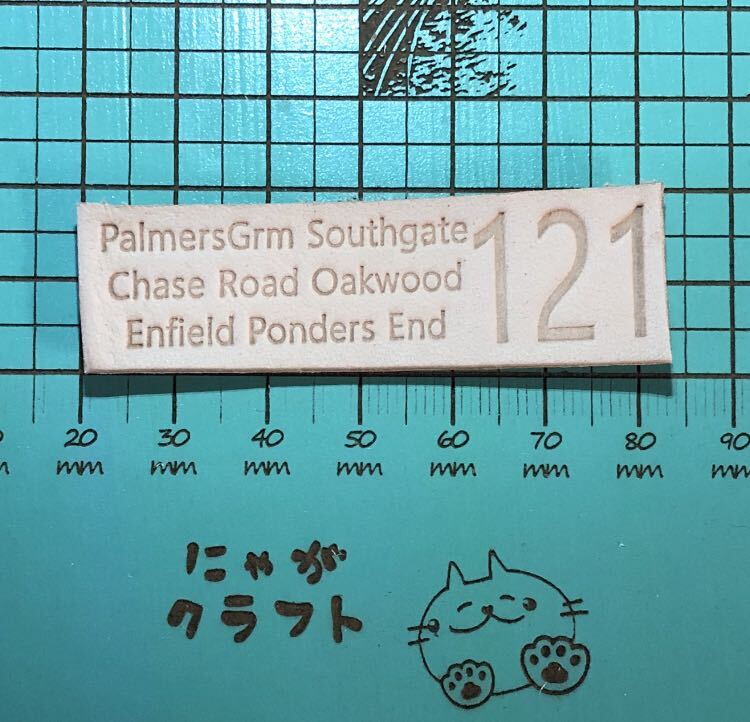 PalmersGrm Southgate
Chase Road Oakwood
Enfield Ponders End
121
20 30 40 50 60 70 80 90
mm mm mm mm mm mm mm mm
にゃが
クラフト